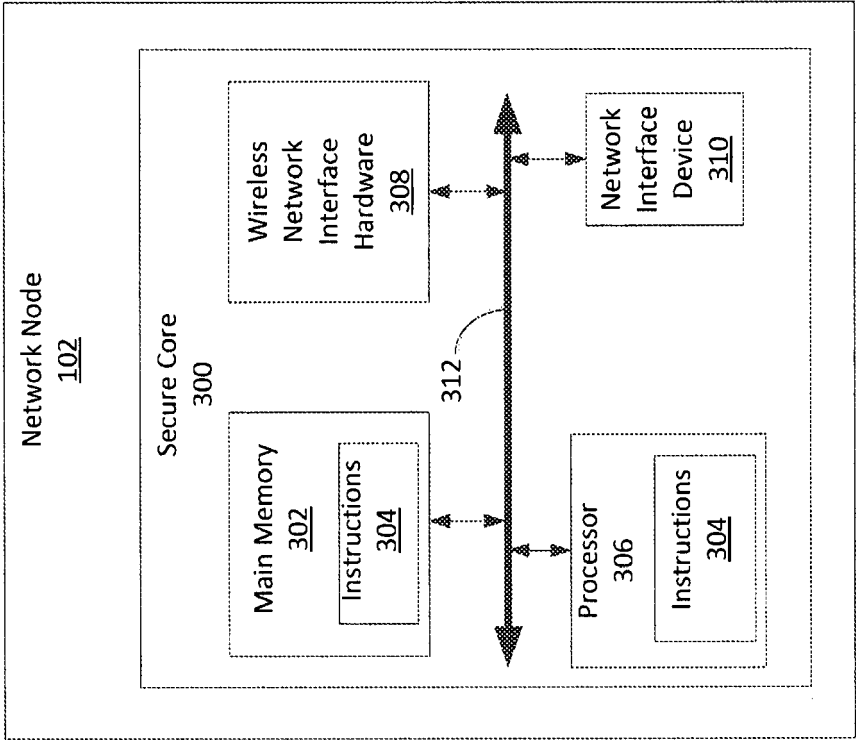 Network Node
102
Secure Core
300
Main Memory
302
Instructions
304
Wireless
Network
Interface
Hardware
308
312
Processor
306
Instructions
304
Network
Interface
Device
310